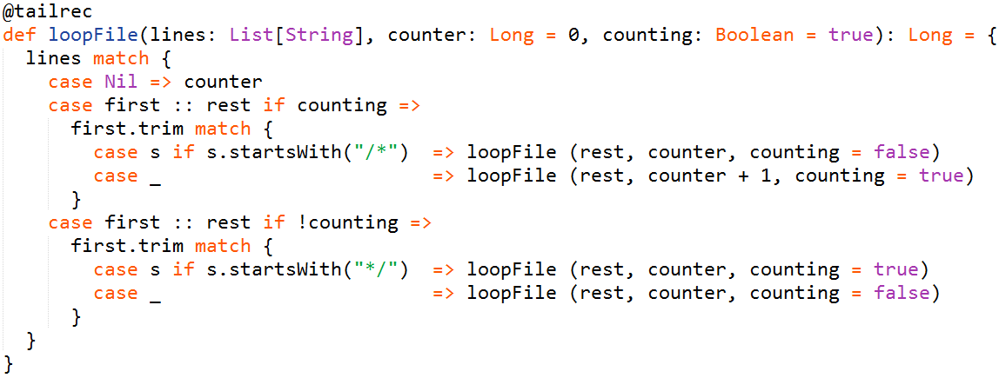 @tailrec
def loopFile(lines: List[String], counter: Long = 0, counting: Boolean = true): Long = {
  lines match {
    case Nil => counter
    case first :: rest if counting =>
      first.trim match {
        case s if s.startsWith("/*")  => loopFile (rest, counter, counting = false)
        case _                        => loopFile (rest, counter + 1, counting = true)
      }
    case first :: rest if !counting =>
      first.trim match {
        case s if s.startsWith("*/")  => loopFile (rest, counter, counting = true)
        case _                        => loopFile (rest, counter, counting = false)
      }
  }
}